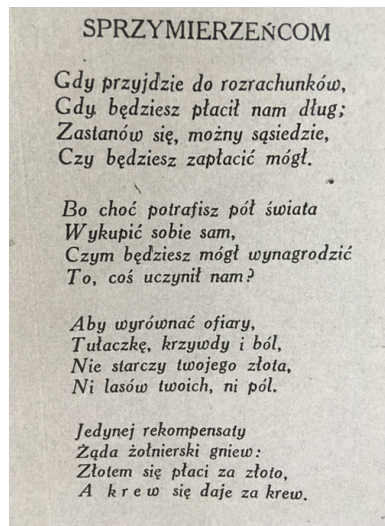 SPRZYMIERZEŃCOM
Gdy przyjdzie do rozrachunków,
Gdy będziesz płacił nam dług;
Zastanów się, możny sąsiedzie,
Czy będziesz zapłacić mógł.
Bo choć potrafisz pół świata
Wykupić sobie sam,
Czym będziesz mógł wynagrodzić
To, coś uczynił nam?
Aby wyrównać ofiary,
Tułaczkę, krzywdy i ból,
Nie starczy twojego złota,
Ni lasów twoich, ni pól.
Jedynej rekompensaty
Żąda żołnierski gniew:
Złotem się płaci za złoto,
A krew się daje za krew.